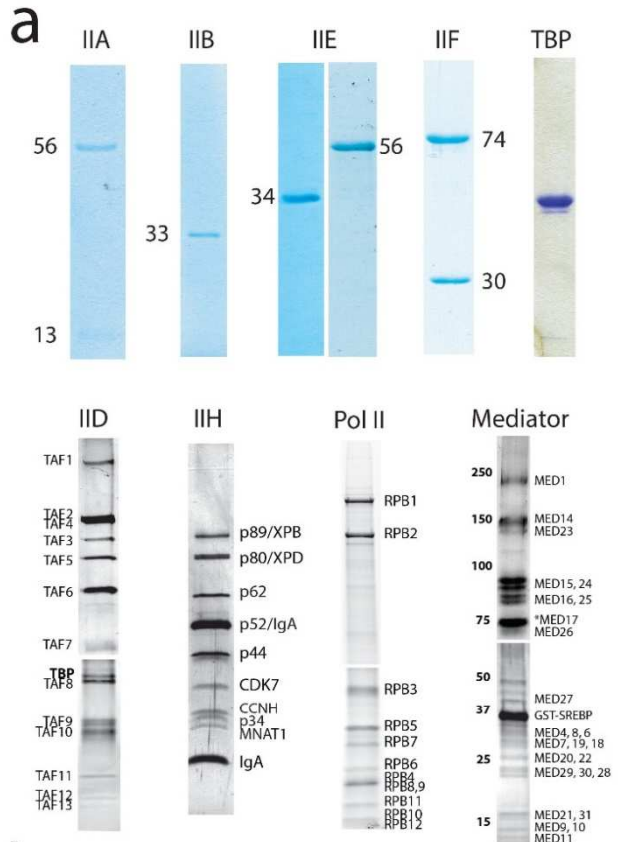 a
IIA
IIB
IIE
IIF
TBP
56
13
33
34
56
74
30
IID
IIH
Pol II
Mediator
TAF1
TAF2
TAF4
TAF3
TAF5
TAF6
TAF7
TBP
TAF8
TAF9
TAF10
TAF11
TAF12
TAF13
p89/XPB
p80/XPD
p62
p52/IgA
p44
CDK7
CCNH
p34
MNAT1
IgA
RPB1
RPB2
RPB3
RPB5
RPB7
RPB6
RPB4
RPB8,9
RPB11
RPB10
RPB12
250
150
100
75
50
37
25
15
MED1
MED14
MED23
MED15, 24
MED16, 25
*MED17
MED26
MED27
GST-SREBP
MED4, 8, 6
MED7, 19, 18
MED20, 22
MED29, 30, 28
MED21, 31
MED9, 10
MED11